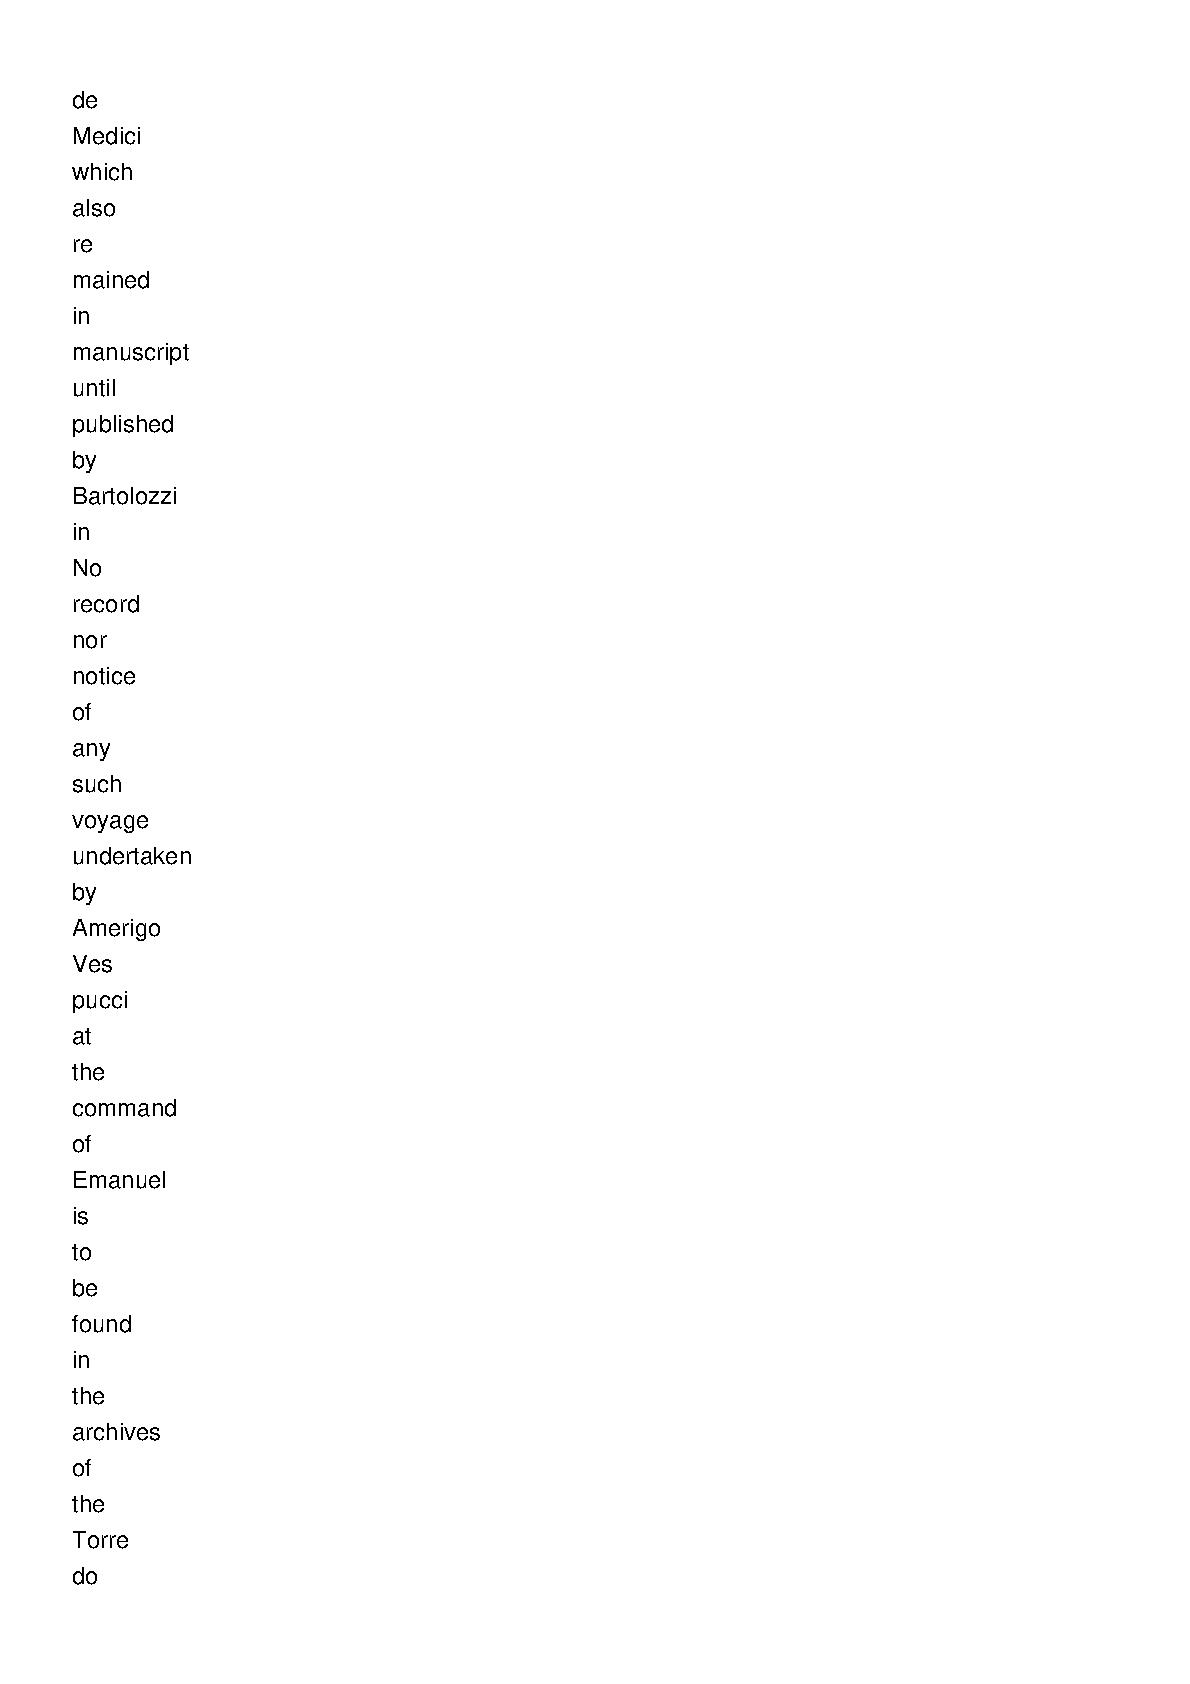 de
Medici
which
also
re
mained
in
manuscript
until
published
by
Bartolozzi
in
No
record
nor
notice
of
any
such
voyage
undertaken
by
Amerigo
Ves
pucci
at
the
command
of
Emanuel
is
to
be
found
in
the
archives
of
the
Torre
do